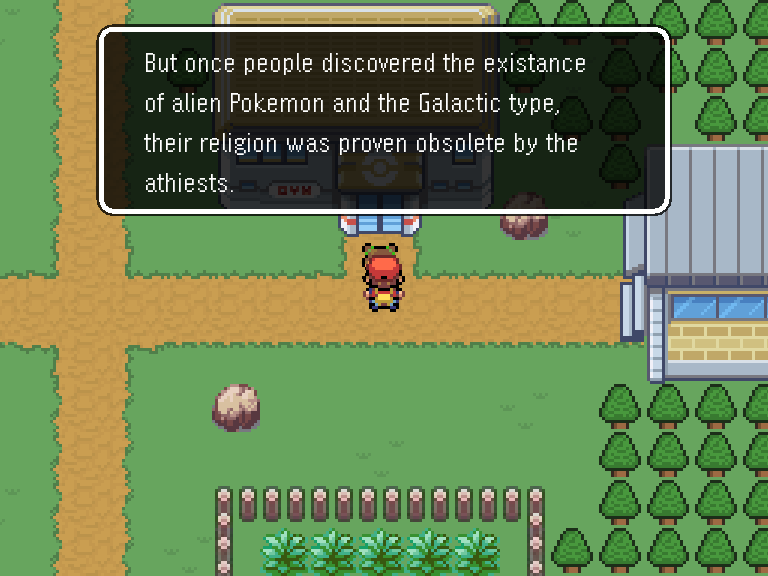 But once people discovered the existance
of alien Pokemon and the Galactic type,
their religion was proven obsolete by the
athiests.
GYM